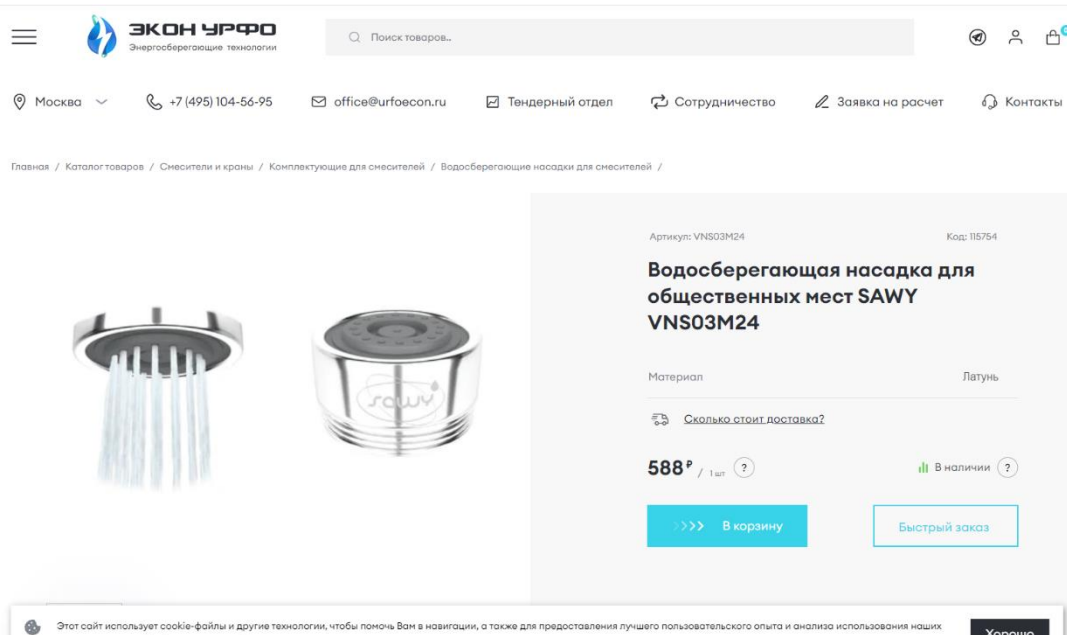 ЭКОН УРФО
Энергосберегающие технологии
Поиск товаров..
Москва
+7 (495) 104-56-95
office@urfoecon.ru
Тендерный отдел
Сотрудничество
Заявка на расчет
Контакты
Главная / Каталог товаров / Смесители и краны / Комплектующие для смесителей / Водосберегающие насадки для смесителей /
Артикул: VNS03M24
Код: 115754
Водосберегающая насадка для
общественных мест SAWY
VNS03M24
sawy
Материал
Латунь
Сколько стоит доставка?
588 ₽ / 1 шт ?
В наличии ?
>>>> В корзину
Быстрый заказ
Этот сайт использует cookie-файлы и другие технологии, чтобы помочь Вам в навигации, а также для предоставления лучшего пользовательского опыта и анализа использования наших
Хорошо